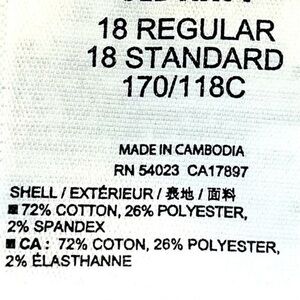 18 REGULAR
18 STANDARD
170/118C
MADE IN CAMBODIA
RN 54023 CA17897
SHELL / EXTÉRIEUR / 表地 / 面料
72% COTTON, 26% POLYESTER,
2% SPANDEX
CA : 72% COTON, 26% POLYESTER,
2% ÉLASTHANNE